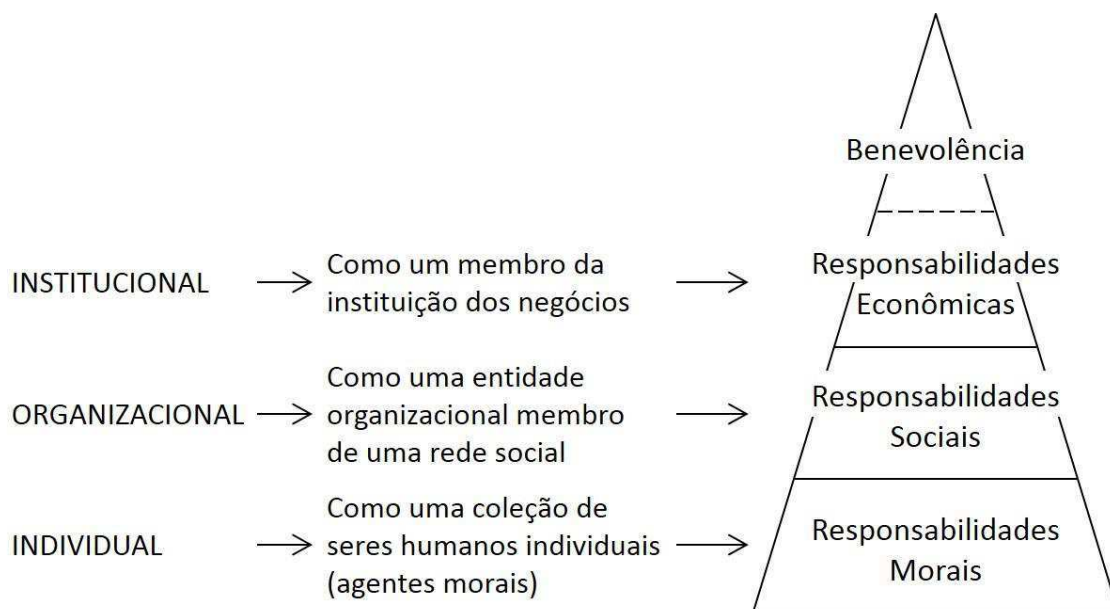 Benevolência
INSTITUCIONAL
Como um membro da
instituição dos negócios
Responsabilidades
Econômicas
ORGANIZACIONAL
Como uma entidade
organizacional membro
de uma rede social
Responsabilidades
Sociais
INDIVIDUAL
Como uma coleção de
seres humanos individuais
(agentes morais)
Responsabilidades
Morais